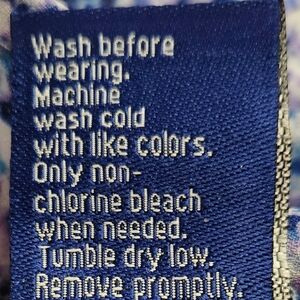 Wash before
wearing.
Machine
wash cold
with like colors.
Only non-
chlorine bleach
when needed.
Tumble dry low.
Remove promptly.